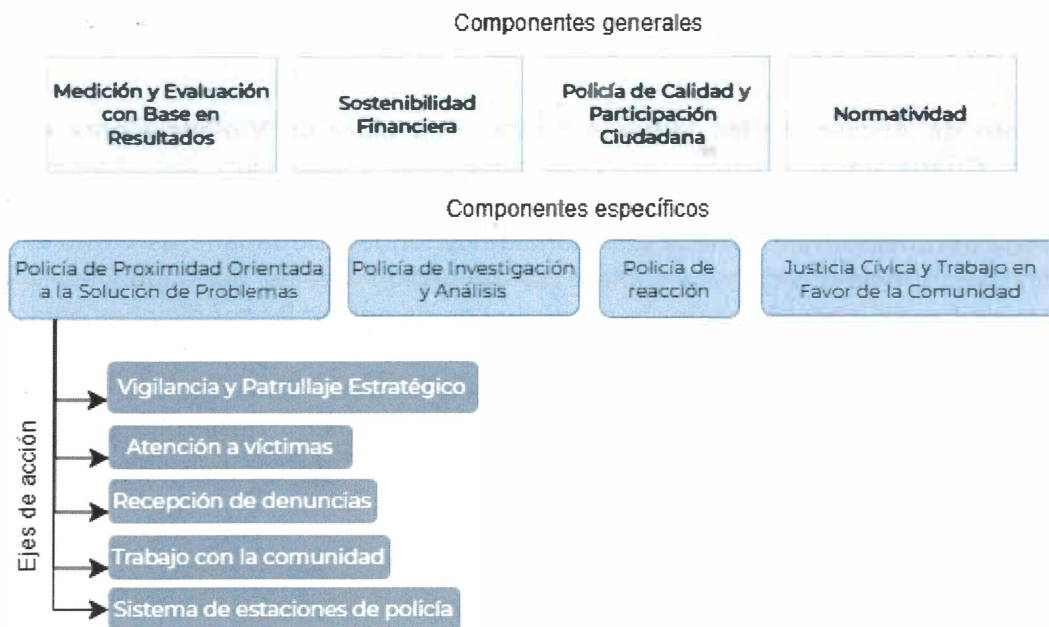 Componentes generales
Medición y Evaluación
con Base en
Resultados
Sostenibilidad
Financiera
Policía de Calidad y
Participación
Ciudadana
Normatividad
Componentes específicos
Policía de Proximidad Orientada
a la Solución de Problemas
Policía de Investigación
y Análisis
Policía de
reacción
Justicia Cívica y Trabajo en
Favor de la Comunidad
Ejes de acción
Vigilancia y Patrullaje Estratégico
Atención a víctimas
Recepción de denuncias
Trabajo con la comunidad
Sistema de estaciones de policía